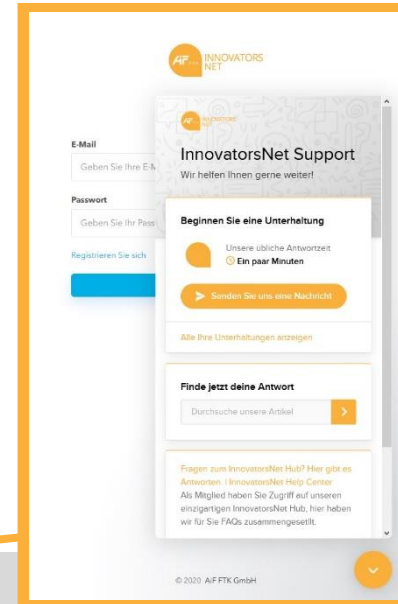 AiF FTK INNOVATORS
NET
E-Mail
Geben Sie Ihre E-M
Passwort
Geben Sie Ihr Pass
Registrieren Sie sich
INNOVATORS
NET
InnovatorsNet Support
Wir helfen Ihnen gerne weiter!
Beginnen Sie eine Unterhaltung
Unsere übliche Antwortzeit
Ein paar Minuten
Senden Sie uns eine Nachricht
Alle Ihre Unterhaltungen anzeigen
Finde jetzt deine Antwort
Durchsuche unsere Artikel
Fragen zum InnovatorsNet Hub? Hier gibt es
Antworten. | InnovatorsNet Help Center
Als Mitglied haben Sie Zugriff auf unseren
einzigartigen InnovatorsNet Hub, hier haben
wir für Sie FAQs zusammengesetllt.
© 2020 AiF FTK GmbH